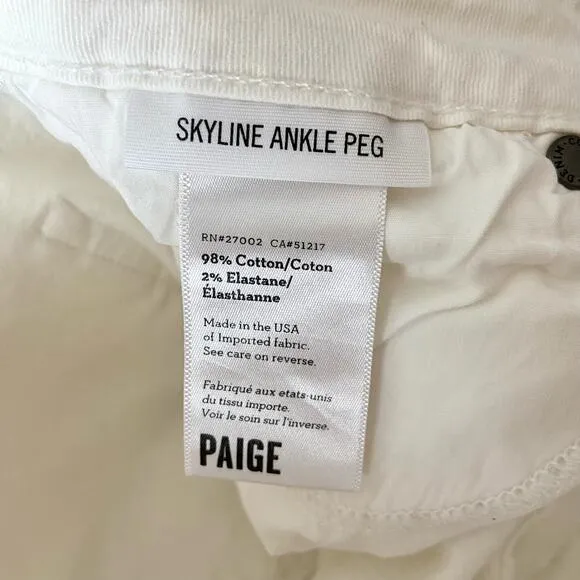 SKYLINE ANKLE PEG
RN#27002 CA#51217
98% Cotton/Coton
2% Elastane/
Élasthanne
Made in the USA
of Imported fabric.
See care on reverse.
Fabriqué aux etats-unis
du tissu importe.
Voir le soin sur l'inverse.
PAIGE
DENIM